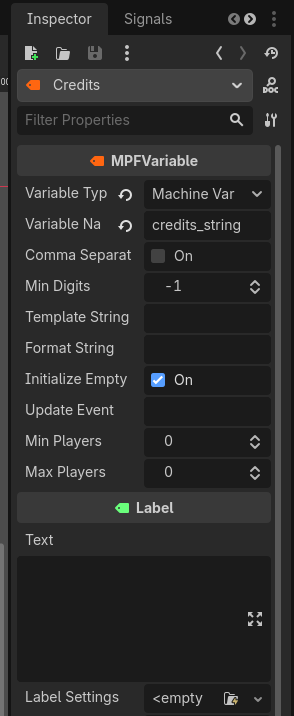 Inspector Signals
Credits
DOC
Filter Properties
MPFVariable
Variable Typ Machine Var
Variable Na credits_string
Comma Separat On
Min Digits -1
Template String
Format String
Initialize Empty On
Update Event
Min Players 0
Max Players 0
Label
Text
Label Settings <empty